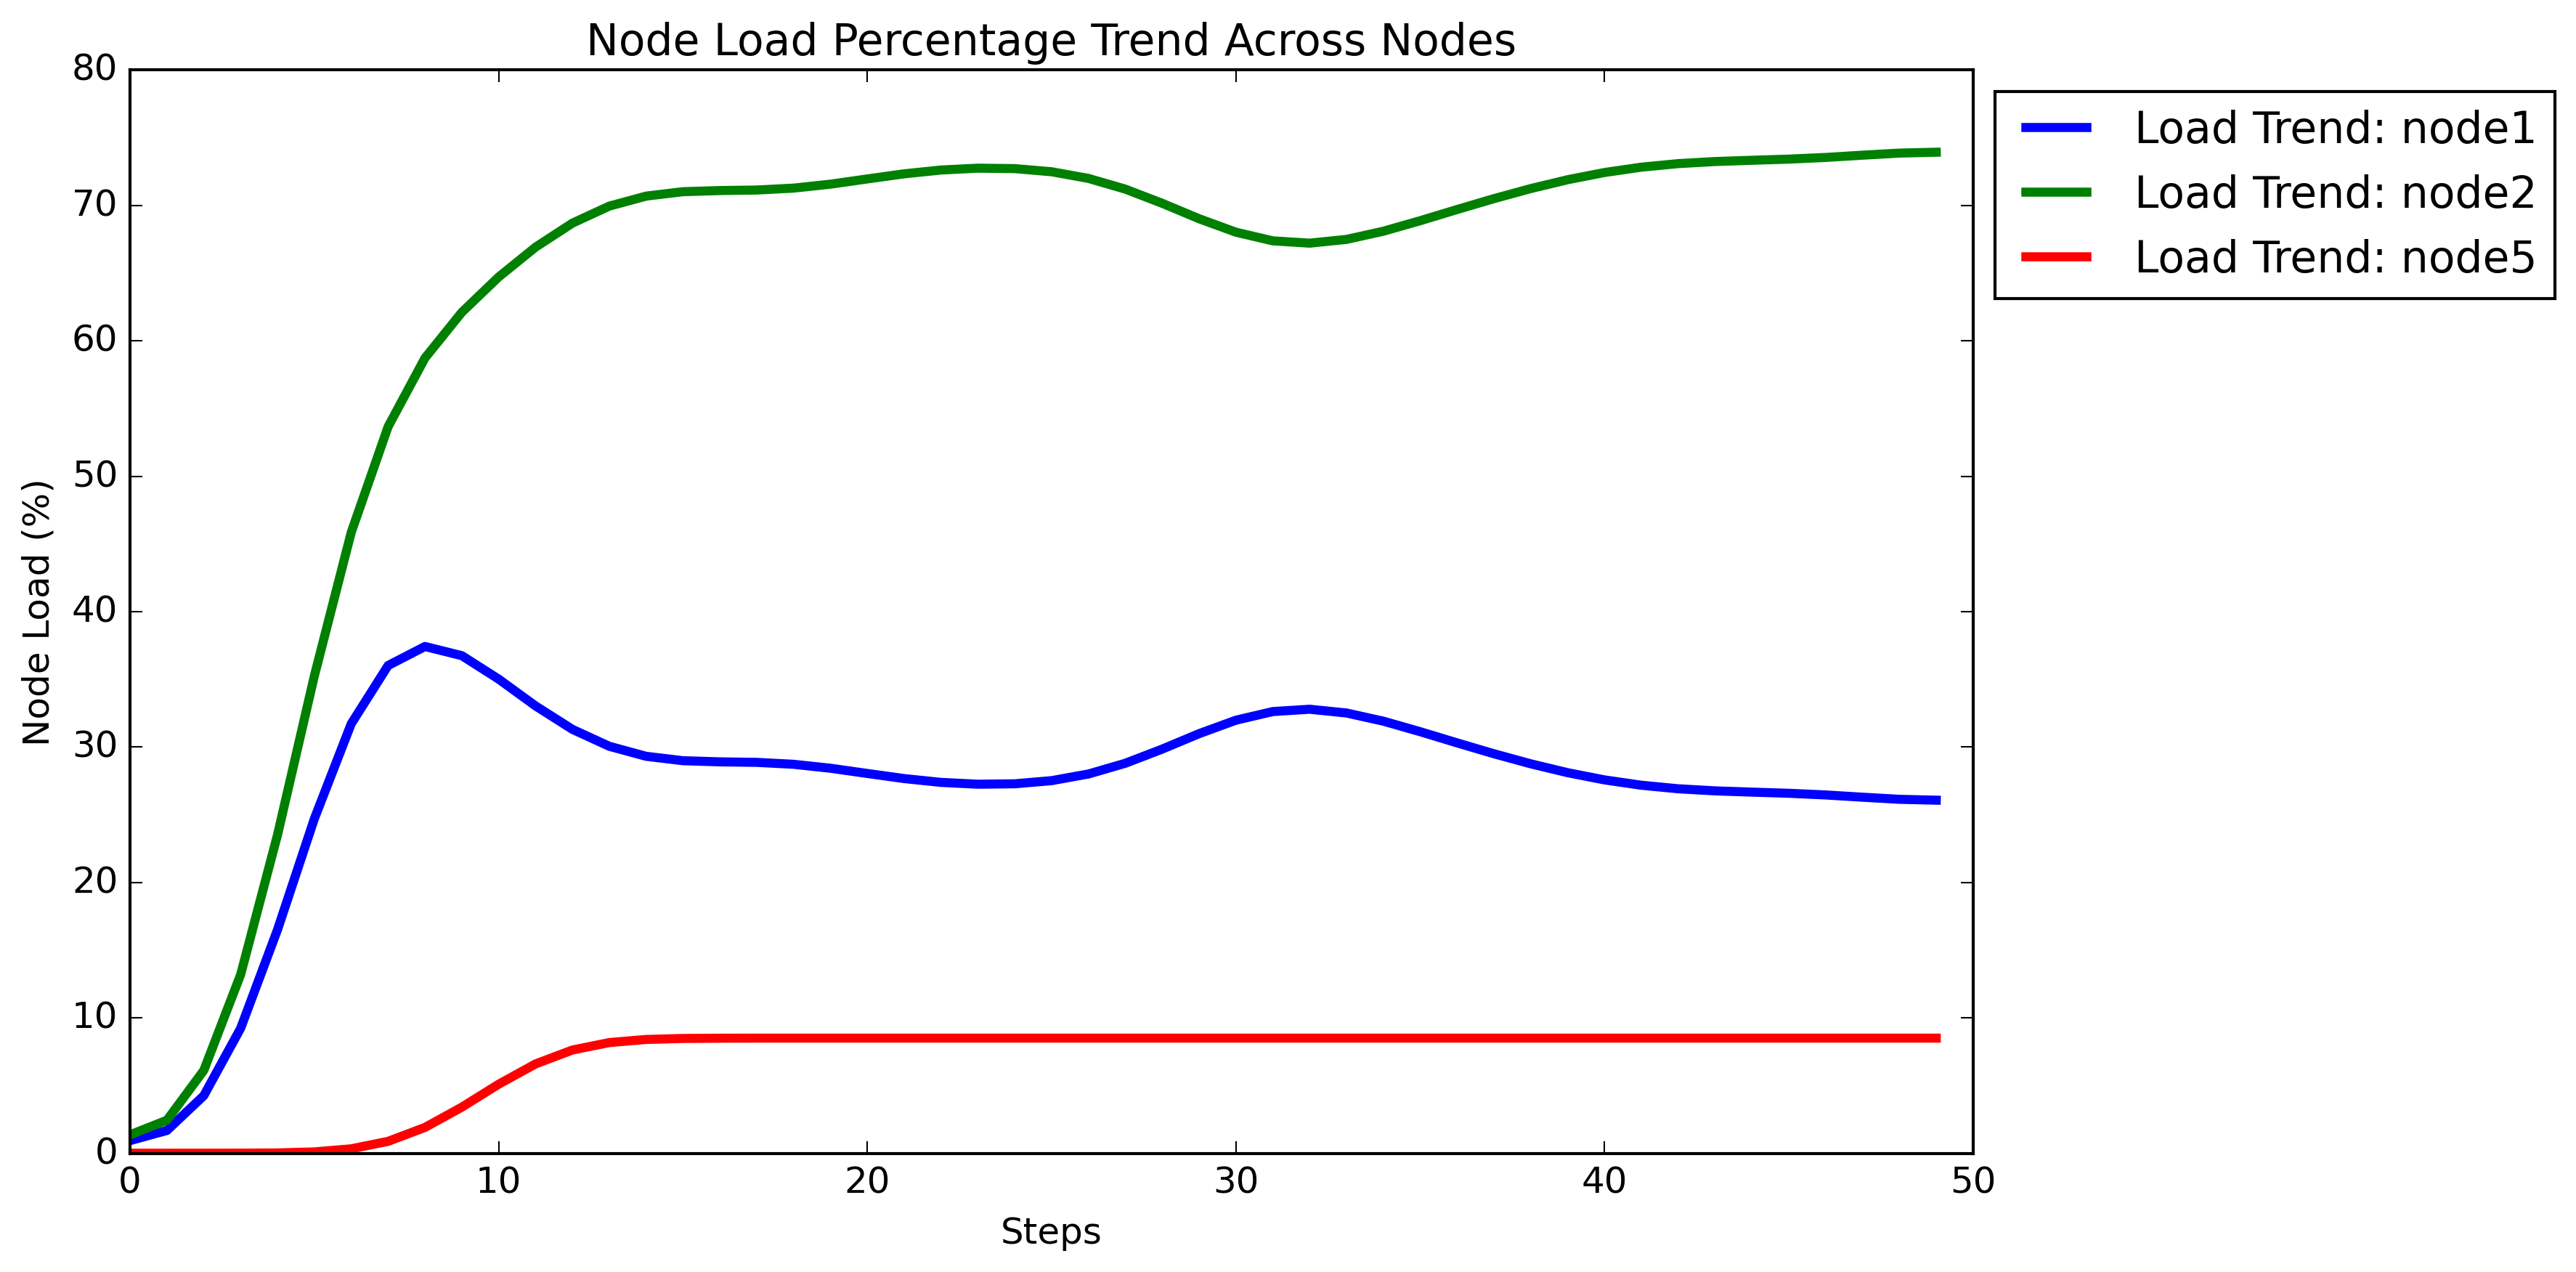 Node Load Percentage Trend Across Nodes
80
70
60
50
40
30
20
10
0
Node Load (%)
0 10 20 30 40 50
Steps
Load Trend: node1
Load Trend: node2
Load Trend: node5